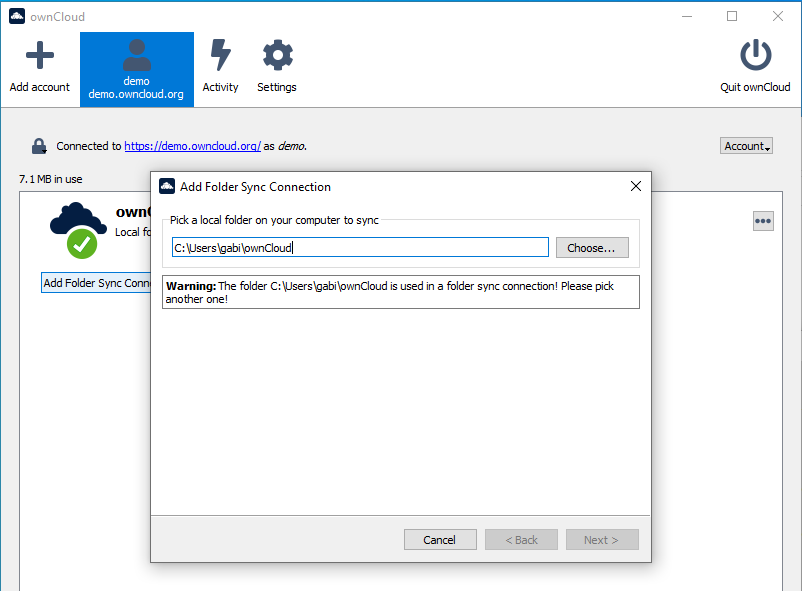 ownCloud
Add account
demo
demo.owncloud.org
Activity
Settings
Quit ownCloud
Connected to https://demo.owncloud.org/ as demo.
Account
7.1 MB in use
Local
Add Folder Sync
Add Folder Sync Connection
Pick a local folder on your computer to sync
C:\Users\gabi\ownCloud
Choose...
Warning: The folder C:\Users\gabi\ownCloud is used in a folder sync connection! Please pick
another one!
Cancel
< Back
Next >